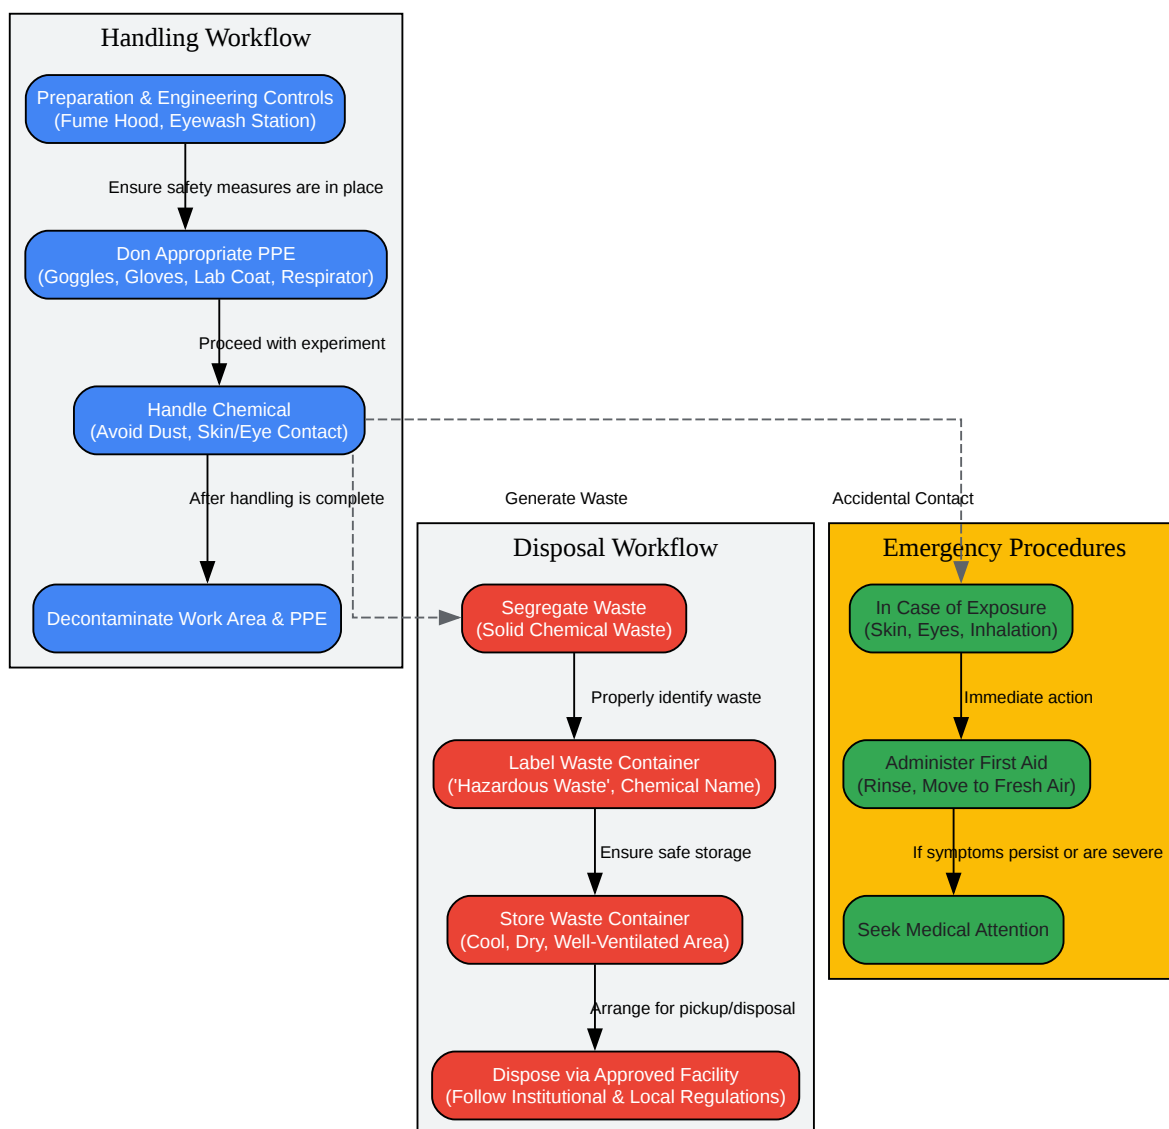 Handling Workflow
Preparation & Engineering Controls
(Fume Hood, Eyewash Station)
Ensure safety measures are in place
Don Appropriate PPE
(Goggles, Gloves, Lab Coat, Respirator)
Proceed with experiment
Handle Chemical
(Avoid Dust, Skin/Eye Contact)
After handling is complete
Decontaminate Work Area & PPE
Generate Waste
Disposal Workflow
Segregate Waste
(Solid Chemical Waste)
Properly identify waste
Label Waste Container
('Hazardous Waste', Chemical Name)
Ensure safe storage
Store Waste Container
(Cool, Dry, Well-Ventilated Area)
Arrange for pickup/disposal
Dispose via Approved Facility
(Follow Institutional & Local Regulations)
Accidental Contact
Emergency Procedures
In Case of Exposure
(Skin, Eyes, Inhalation)
Immediate action
Administer First Aid
(Rinse, Move to Fresh Air)
If symptoms persist or are severe
Seek Medical Attention